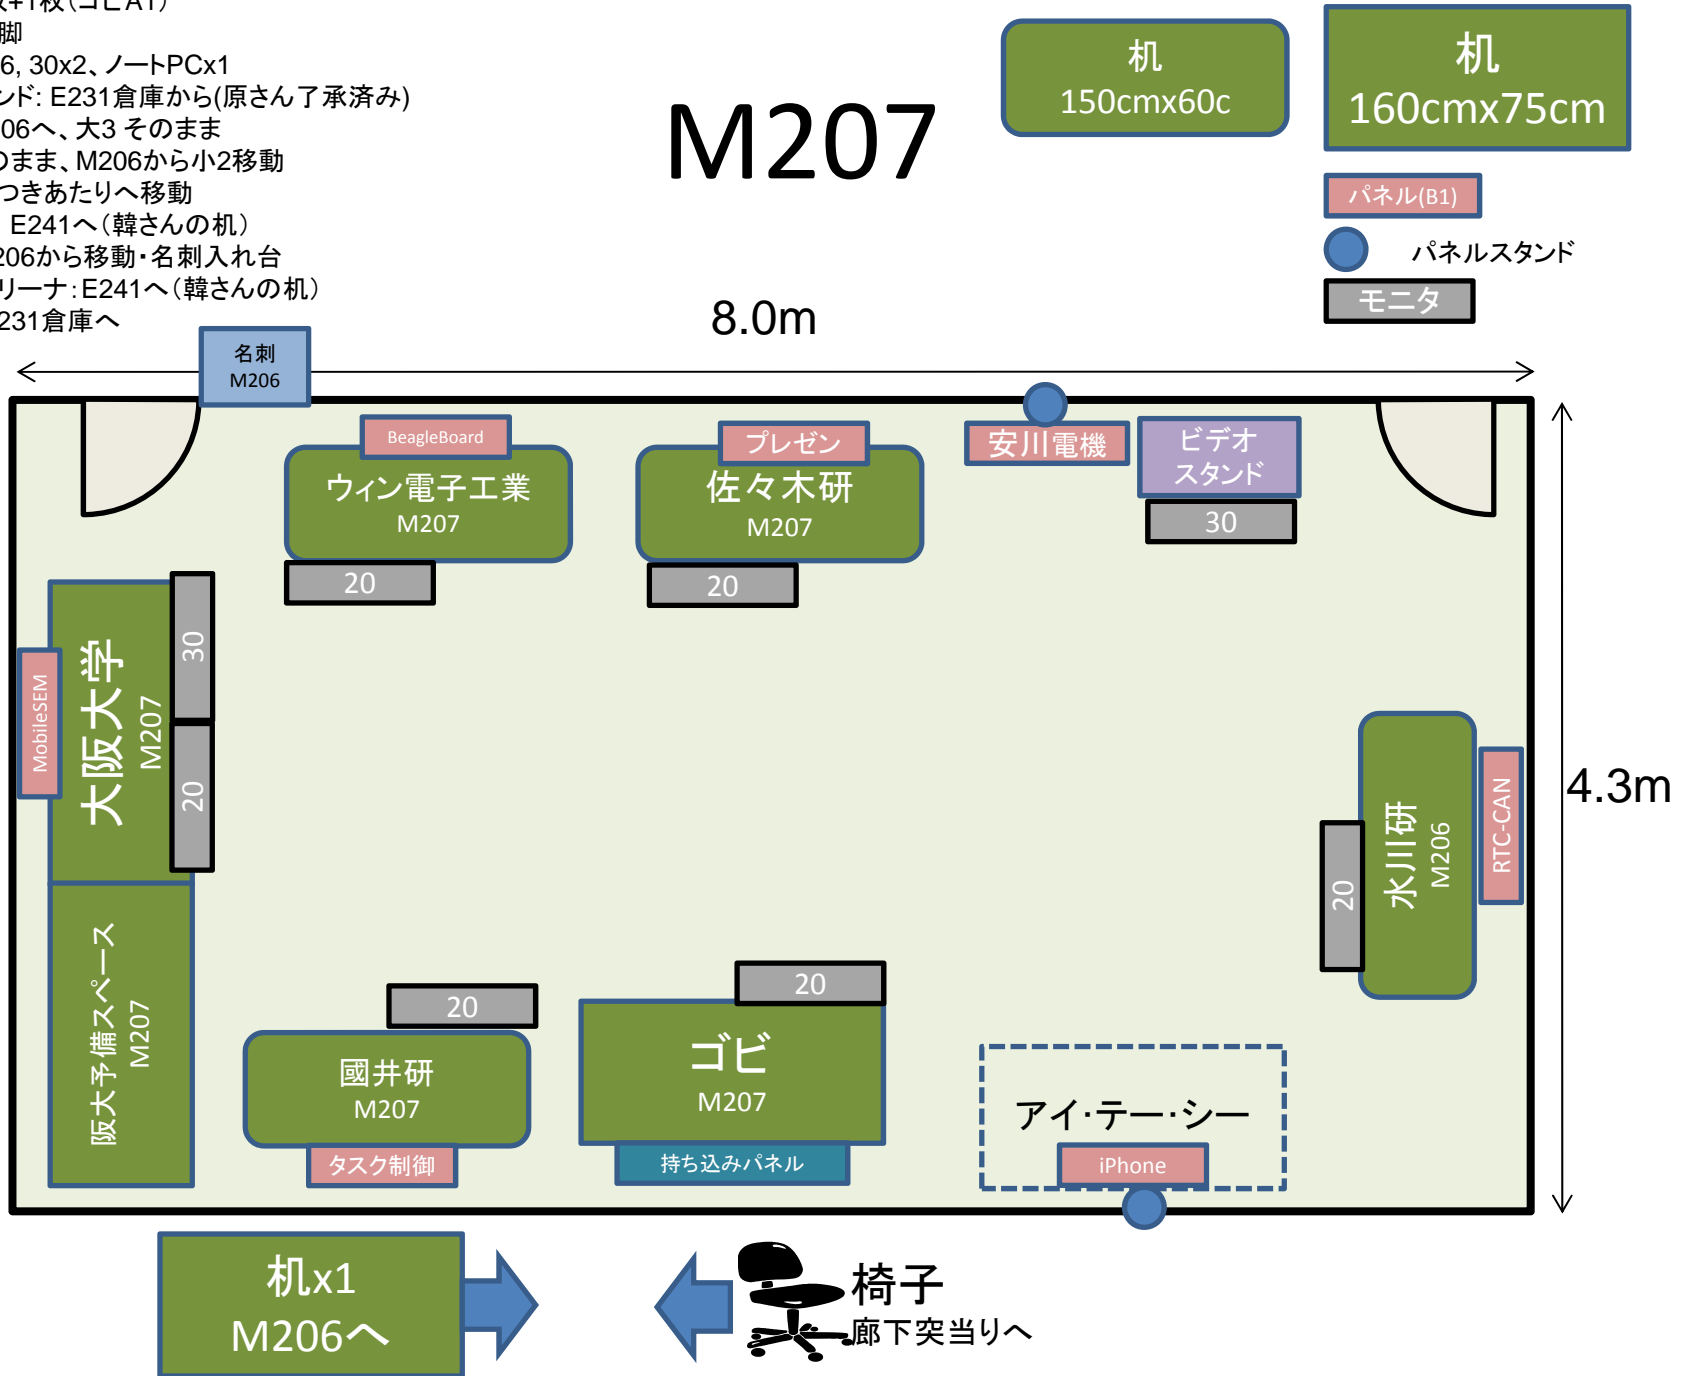 枚+1枚(ゴビA1)
脚
6, 30x2、ノートPCx1
ンド: E231倉庫から(原さん了承済み)
06へ、大3 そのまま
のまま、M206から小2移動
つきあたりへ移動
E241へ(韓さんの机)
206から移動・名刺入れ台
リーナ:E241へ(韓さんの机)
231倉庫へ
M207
机
150cmx60c
机
160cmx75cm
パネル(B1)
パネルスタンド
モニタ
8.0m
名刺
M206
BeagleBoard
ウィン電子工業
M207
20
プレゼン
佐々木研
M207
20
安川電機
ビデオ
スタンド
30
MobileSEM
大阪大学
M207
30
20
阪大予備スペース
M207
水川研
M206
20
RTC-CAN
4.3m
20
國井研
M207
タスク制御
20
ゴビ
M207
持ち込みパネル
アイ・テー・シー
iPhone
机x1
M206へ
椅子
廊下突当りへ